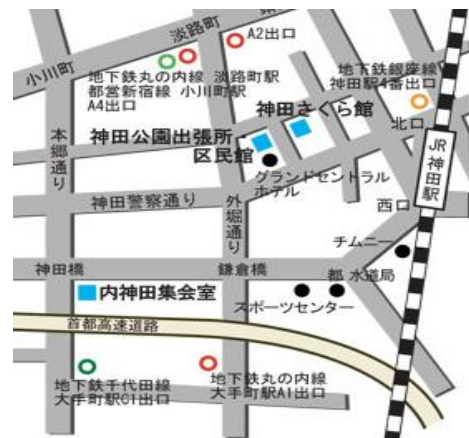 淡路町
A2出口
小川町
地下鉄丸の内線 淡路町駅
都営新宿線 小川町駅
A4出口
地下鉄銀座線
神田駅4番出口
北口
神田さくら館
神田公園出張所・
区民館
グランドセントラル
ホテル
本郷通り
神田警察通り
外堀通り
JR神田駅
西口
チムニー
神田橋
鎌倉橋
都 水道局
内神田集会室
スポーツセンター
首都高速道路
地下鉄千代田線
大手町駅C1出口
地下鉄丸の内線
大手町駅A1出口